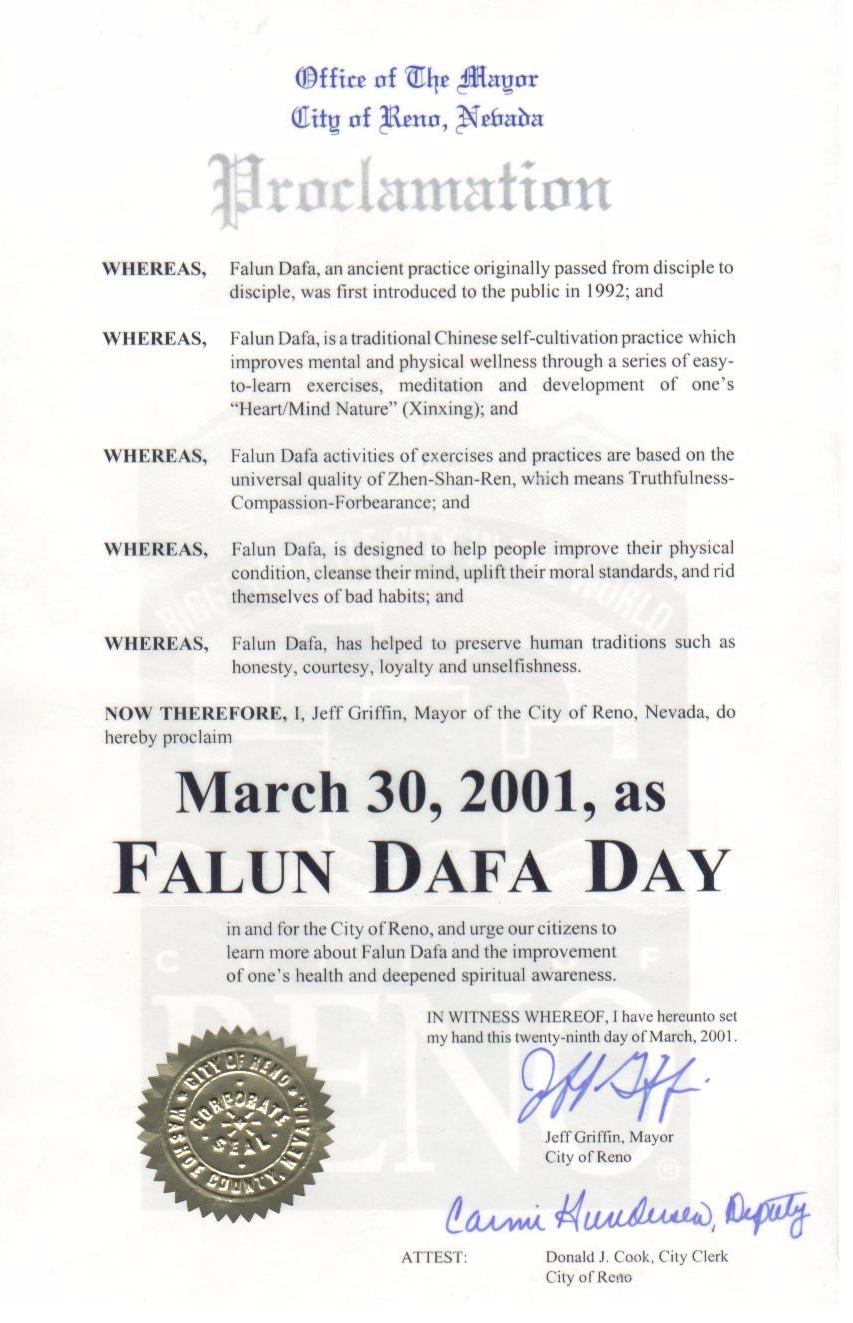 Office of The Mayor
City of Reno, Nevada
Proclamation
WHEREAS, Falun Dafa, an ancient practice originally passed from disciple to
disciple, was first introduced to the public in 1992; and
WHEREAS, Falun Dafa, is a traditional Chinese self-cultivation practice which
improves mental and physical wellness through a series of easy-
to-learn exercises, meditation and development of one's
“Heart/Mind Nature” (Xinxing); and
WHEREAS, Falun Dafa activities of exercises and practices are based on the
universal quality of Zhen-Shan-Ren, which means Truthfulness-
Compassion-Forbearance; and
WHEREAS, Falun Dafa, is designed to help people improve their physical
condition, cleanse their mind, uplift their moral standards, and rid
themselves of bad habits; and
WHEREAS, Falun Dafa, has helped to preserve human traditions such as
honesty, courtesy, loyalty and unselfishness.
NOW THEREFORE, I, Jeff Griffin, Mayor of the City of Reno, Nevada, do
hereby proclaim
March 30, 2001, as
FALUN DAFA DAY
in and for the City of Reno, and urge our citizens to
learn more about Falun Dafa and the improvement
of one's health and deepened spiritual awareness.
IN WITNESS WHEREOF, I have hereunto set
my hand this twenty-ninth day of March, 2001.
Jeff Griffin, Mayor
City of Reno
CITY OF RENO
WASHOE COUNTY, NEVADA
CORPORATE
SEAL
Deputy
ATTEST: Donald J. Cook, City Clerk
City of Reno
RENO